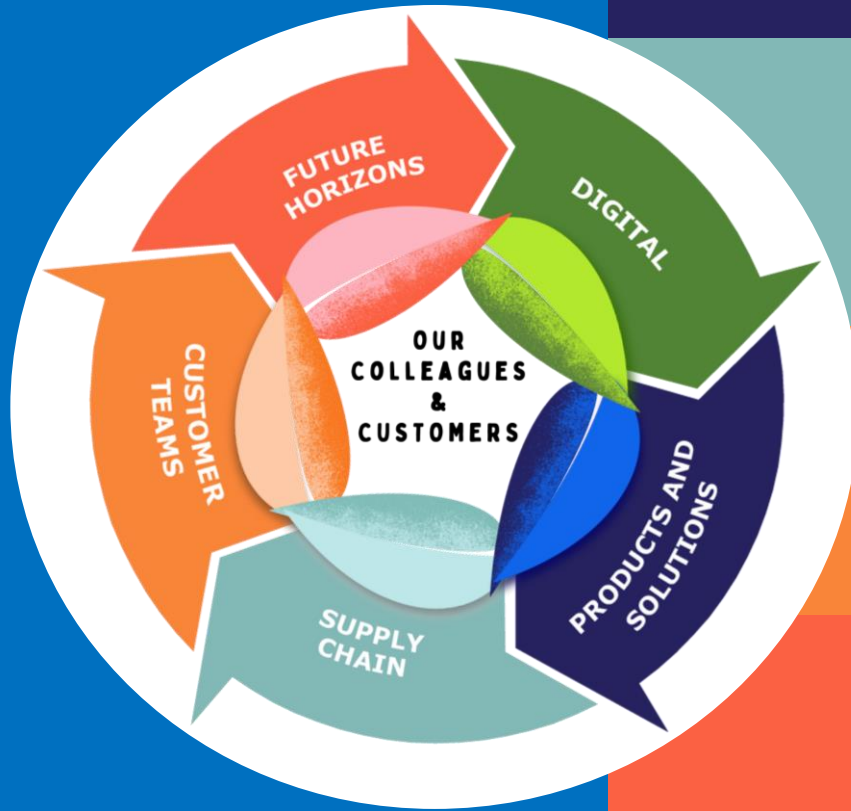 FUTURE
HORIZONS
DIGITAL
PRODUCTS AND
SOLUTIONS
SUPPLY
CHAIN
CUSTOMER
TEAMS
OUR
COLLEAGUES
&
CUSTOMERS